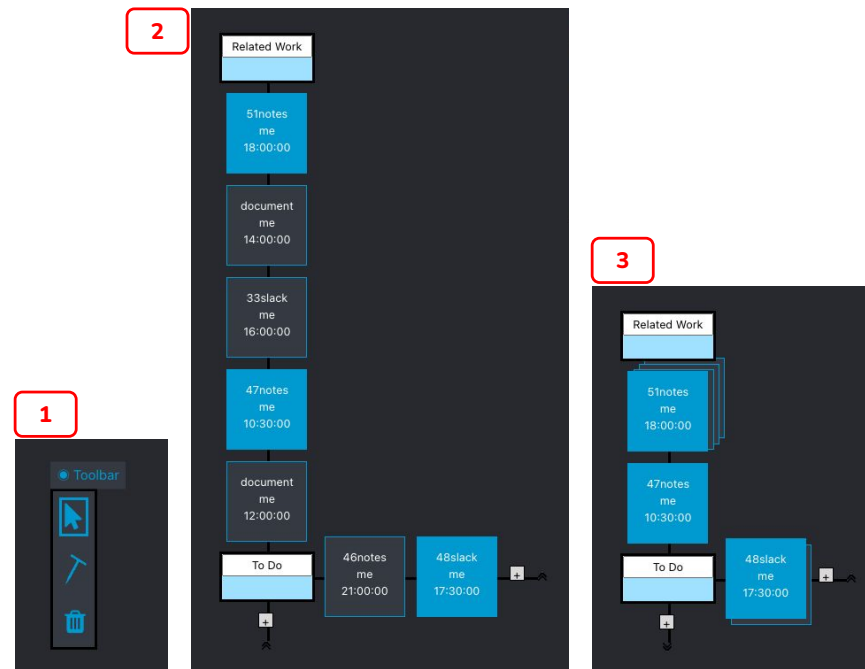 1
Toolbar
2
Related Work
51notes
me
18:00:00
document
me
14:00:00
33slack
me
16:00:00
47notes
me
10:30:00
document
me
12:00:00
To Do
46notes
me
21:00:00
48slack
me
17:30:00
+
+
3
Related Work
51notes
me
18:00:00
47notes
me
10:30:00
To Do
48slack
me
17:30:00
+
+